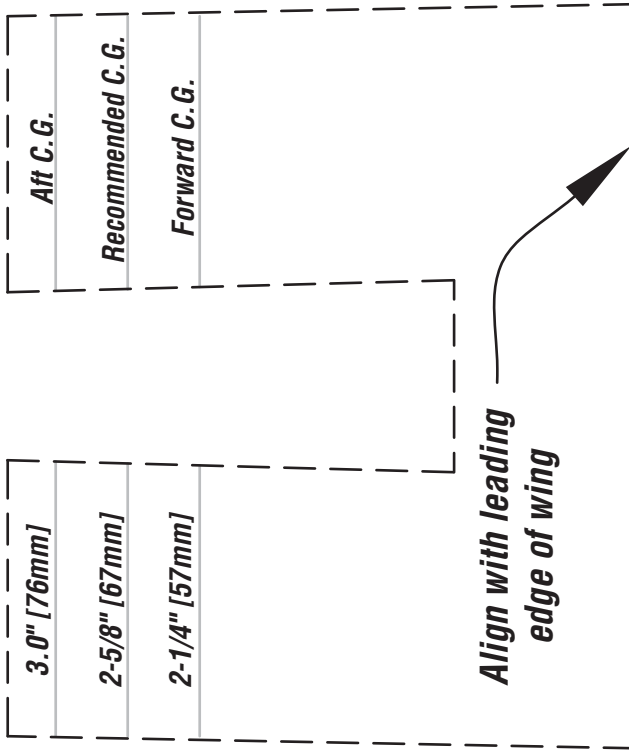 3.0" [76mm]
Aft C.G.
2-5/8" [67mm]
Recommended C.G.
2-1/4" [57mm]
Forward C.G.
Align with leading
edge of wing